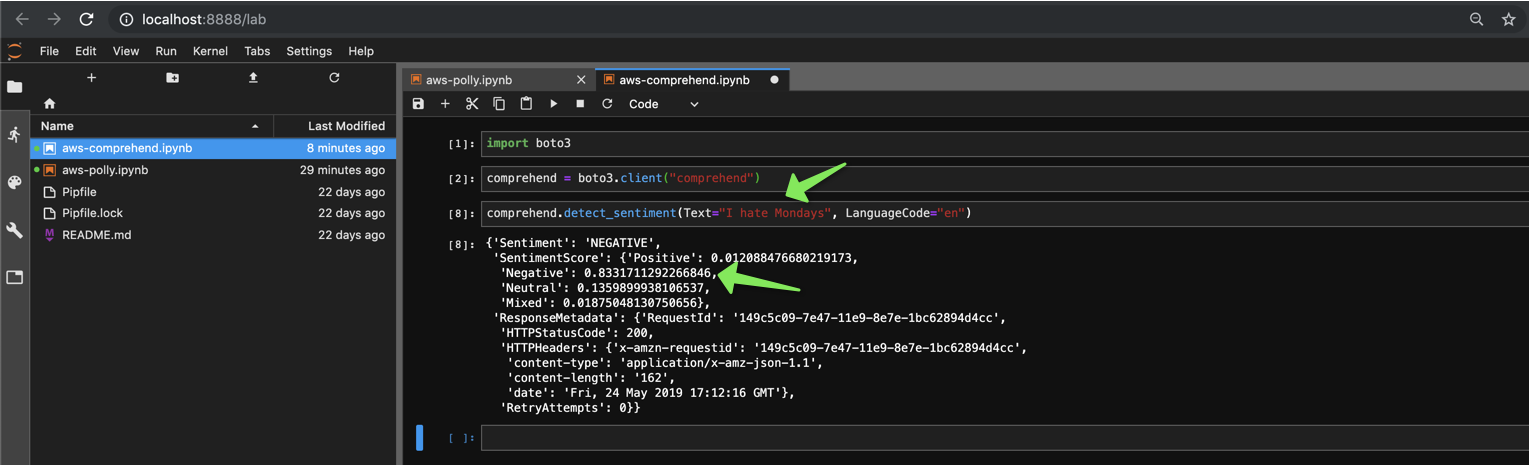 localhost:8888/lab
File Edit View Run Kernel Tabs Settings Help
Name Last Modified
aws-comprehend.ipynb 8 minutes ago
aws-polly.ipynb 29 minutes ago
Pipfile 22 days ago
Pipfile.lock 22 days ago
README.md 22 days ago
aws-polly.ipynb aws-comprehend.ipynb
Code
[1]: import boto3
[2]: comprehend = boto3.client("comprehend")
[8]: comprehend.detect_sentiment(Text="I hate Mondays", LanguageCode="en")
[8]: {'Sentiment': 'NEGATIVE',
'SentimentScore': {'Positive': 0.012088476680219173,
'Negative': 0.8331711292266846,
'Neutral': 0.1359899938106537,
'Mixed': 0.01875048130750656},
'ResponseMetadata': {'RequestId': '149c5c09-7e47-11e9-8e7e-1bc62894d4cc',
'HTTPStatusCode': 200,
'HTTPHeaders': {'x-amzn-requestid': '149c5c09-7e47-11e9-8e7e-1bc62894d4cc',
'content-type': 'application/x-amz-json-1.1',
'content-length': '162',
'date': 'Fri, 24 May 2019 17:12:16 GMT'},
'RetryAttempts': 0}}
[ ]: